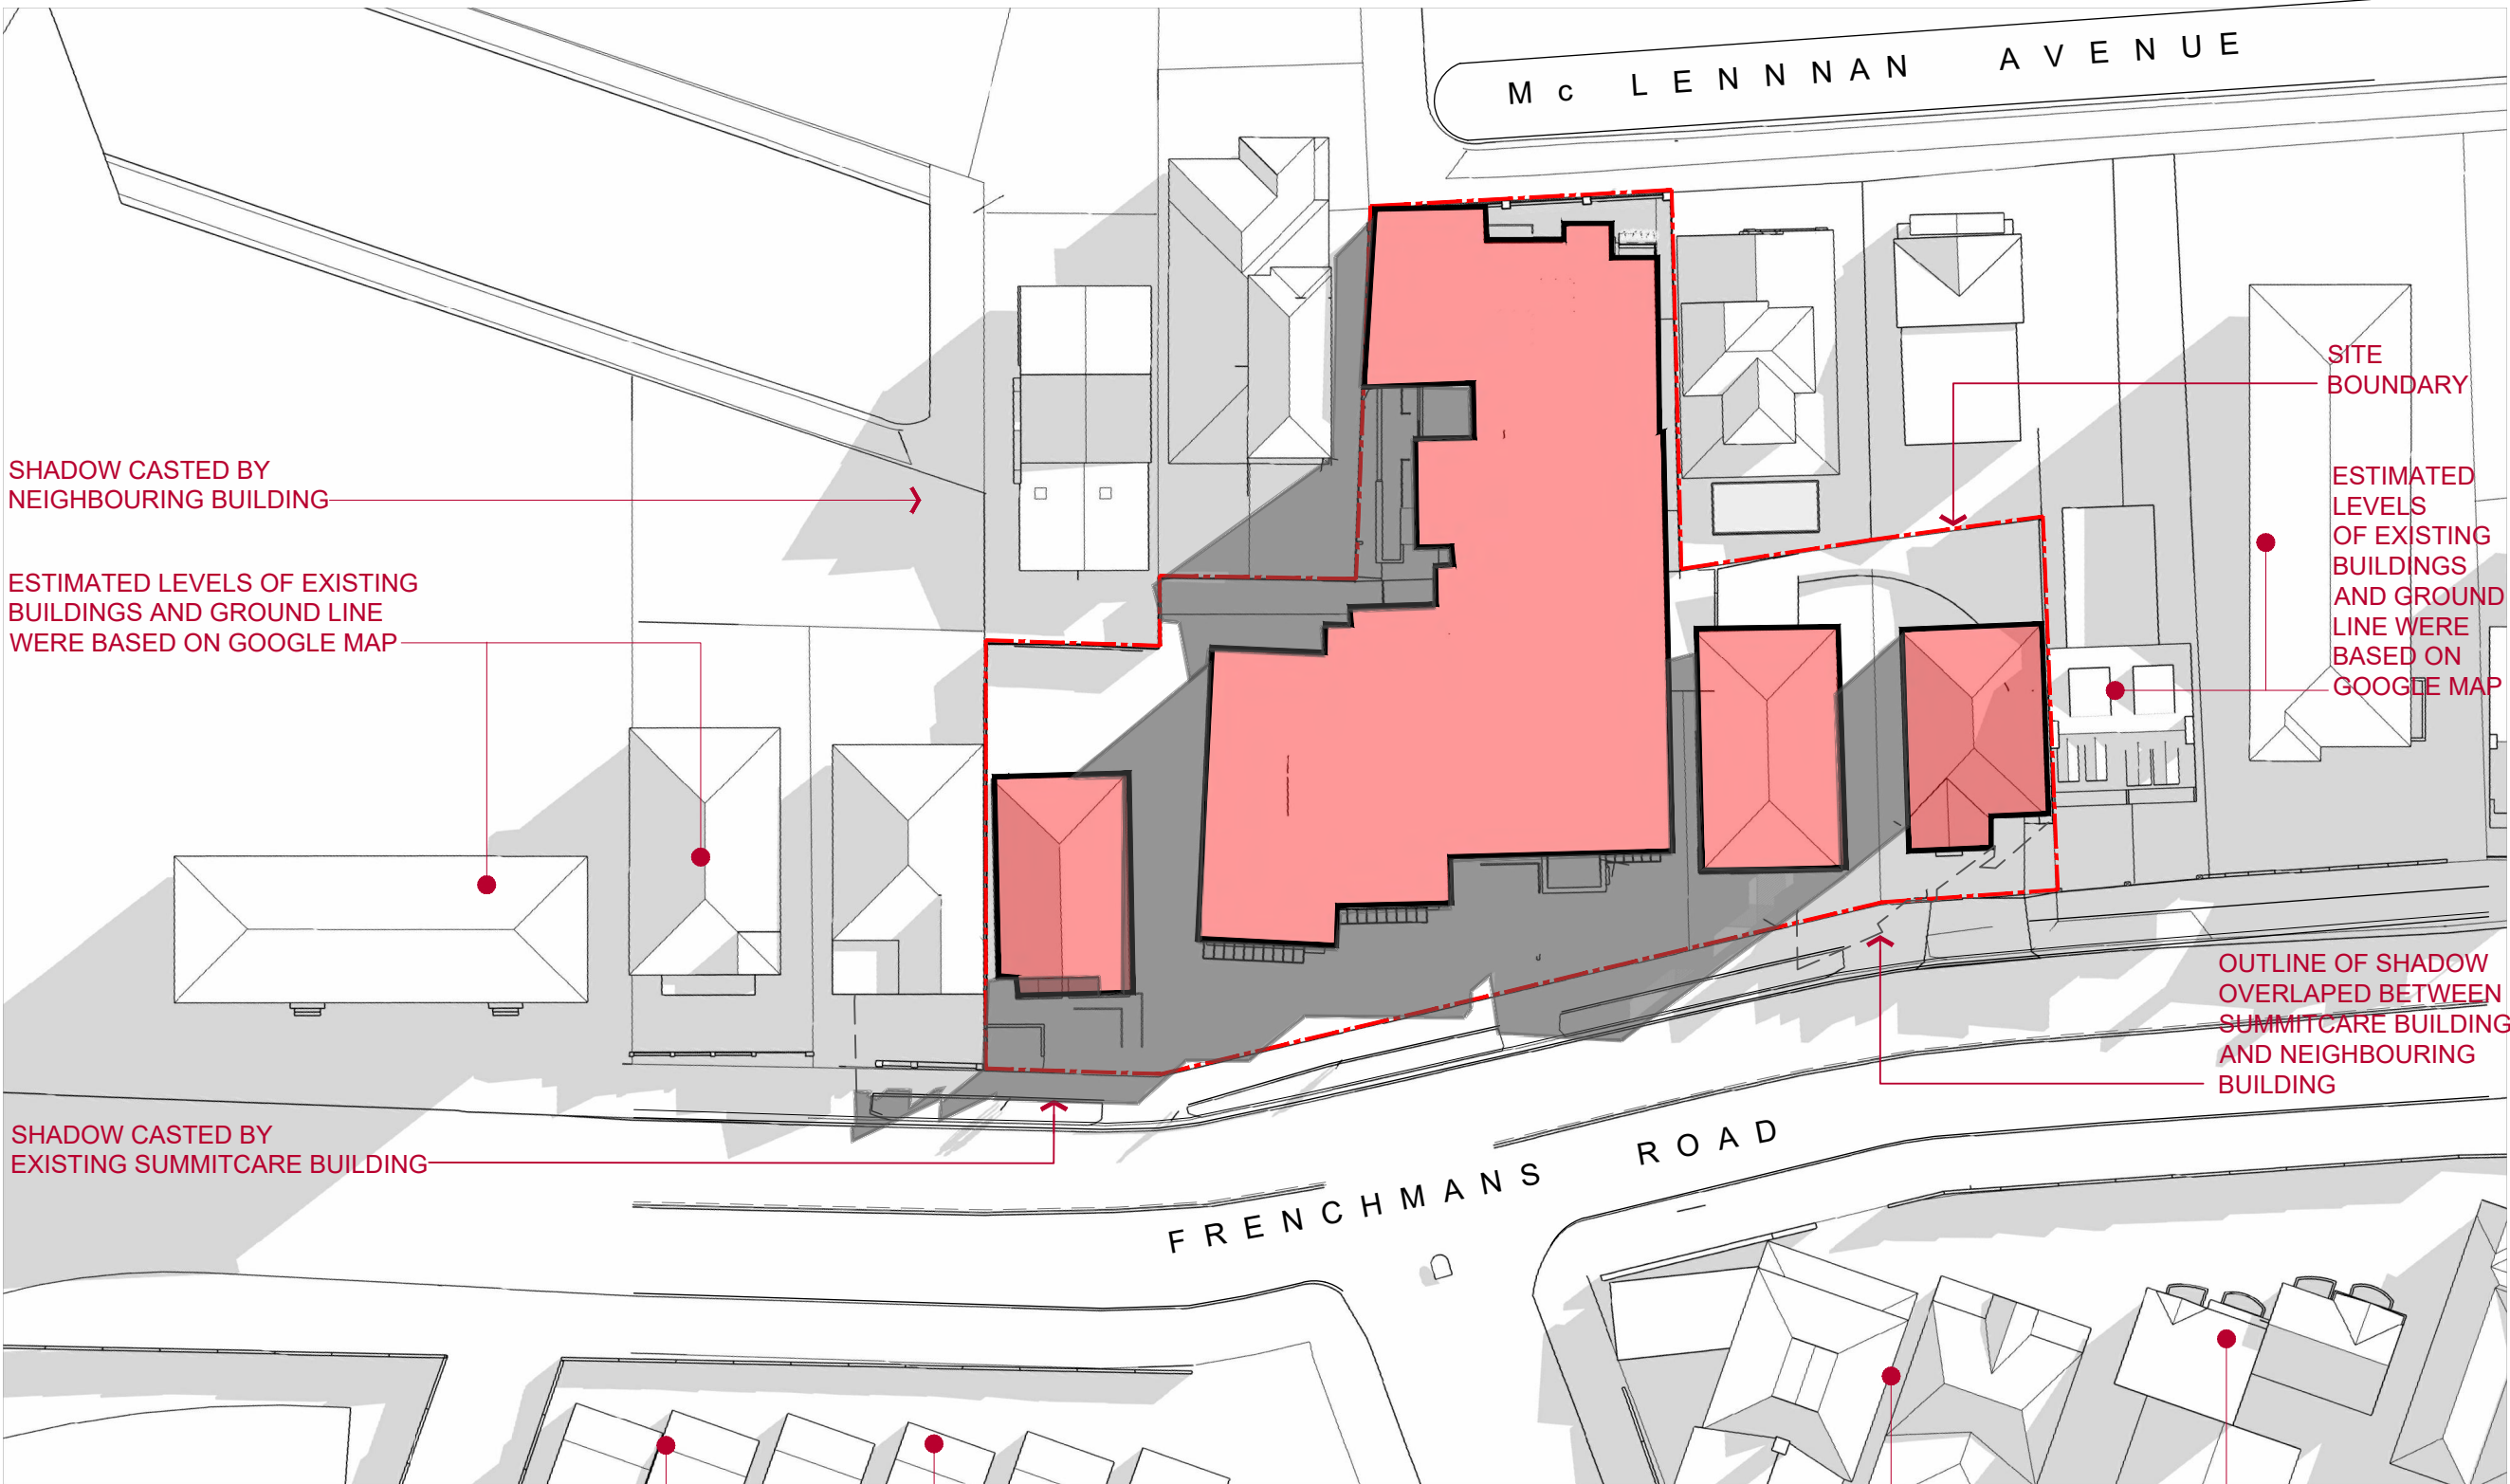 Mc LENNNAN AVENUE
SITE
BOUNDARY
SHADOW CASTED BY
NEIGHBOURING BUILDING
ESTIMATED
LEVELS
OF EXISTING
BUILDINGS
AND GROUND
LINE WERE
BASED ON
GOOGLE MAP
ESTIMATED LEVELS OF EXISTING
BUILDINGS AND GROUND LINE
WERE BASED ON GOOGLE MAP
OUTLINE OF SHADOW
OVERLAPED BETWEEN
SUMMITCARE BUILDING
AND NEIGHBOURING
BUILDING
SHADOW CASTED BY
EXISTING SUMMITCARE BUILDING
FRENCHMANS ROAD